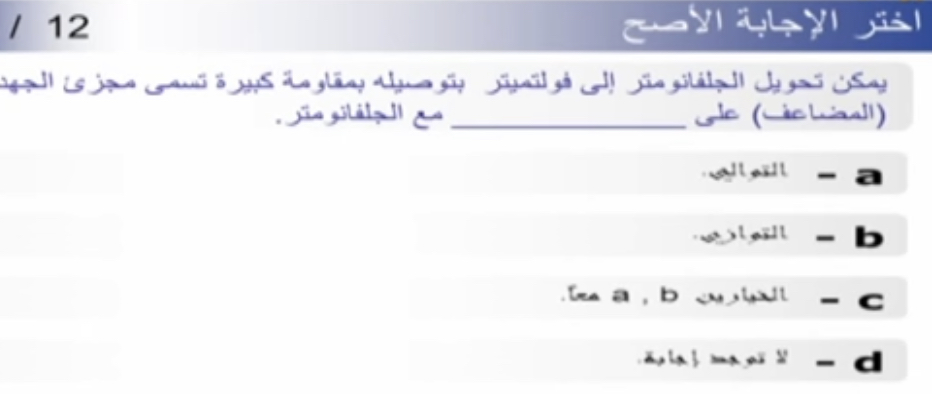 اختر الإجابة الأصح
12 /
يمكن تحويل الجلفانومتر إلى فولتميتر بتوصيله بمقاومة كبيرة تسمى مجزئ الجهد
(المضاعف) على ________________ مع الجلفانومتر.
a - التوالي.
b - التوازي.
c - الخيارين a , b معاً.
d - لا توجد إجابة.